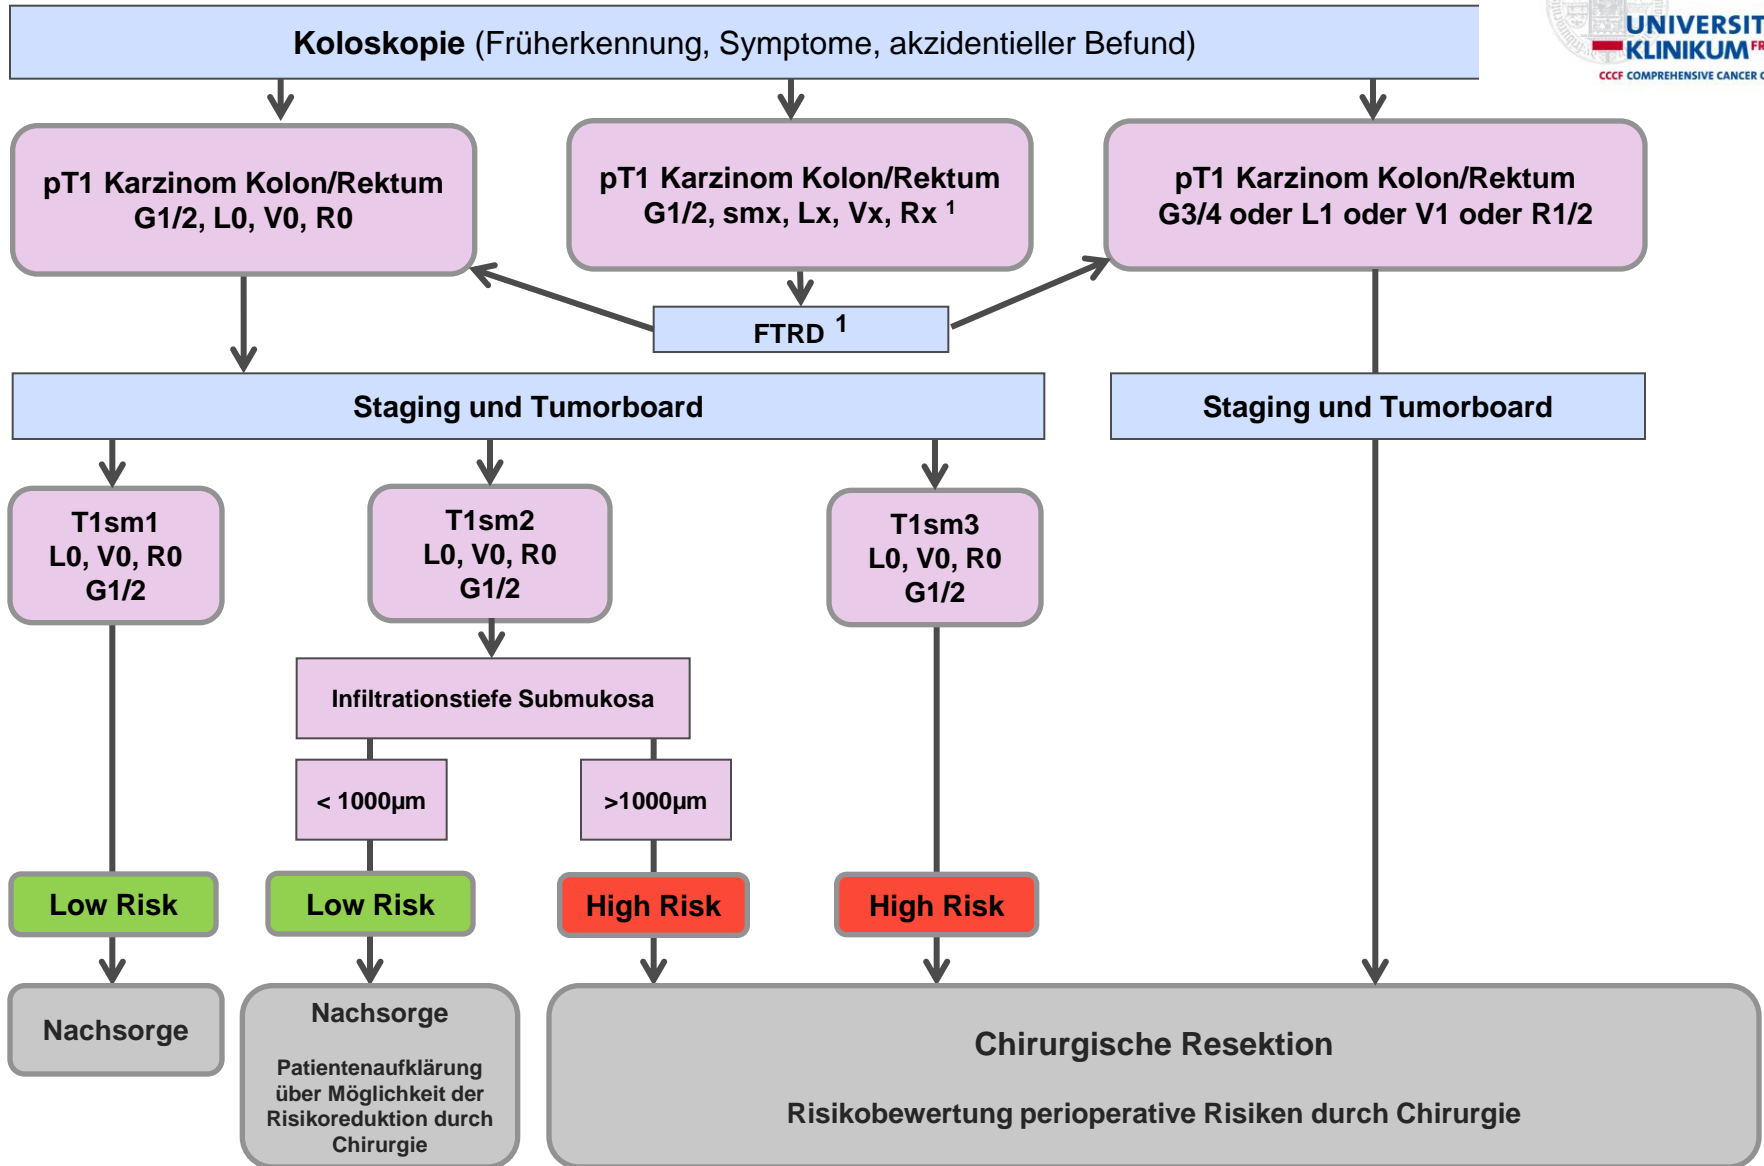 UNIVERSIT
KLINIKUM FR
CCCF COMPREHENSIVE CANCER C
Koloskopie (Früherkennung, Symptome, akzidentieller Befund)
pT1 Karzinom Kolon/Rektum
G1/2, L0, V0, R0
pT1 Karzinom Kolon/Rektum
G1/2, smx, Lx, Vx, Rx ¹
pT1 Karzinom Kolon/Rektum
G3/4 oder L1 oder V1 oder R1/2
FTRD ¹
Staging und Tumorboard
Staging und Tumorboard
T1sm1
L0, V0, R0
G1/2
T1sm2
L0, V0, R0
G1/2
T1sm3
L0, V0, R0
G1/2
Infiltrationstiefe Submukosa
< 1000µm
>1000µm
Low Risk
Low Risk
High Risk
High Risk
Nachsorge
Nachsorge
Patientenaufklärung
über Möglichkeit der
Risikoreduktion durch
Chirurgie
Chirurgische Resektion
Risikobewertung perioperative Risiken durch Chirurgie